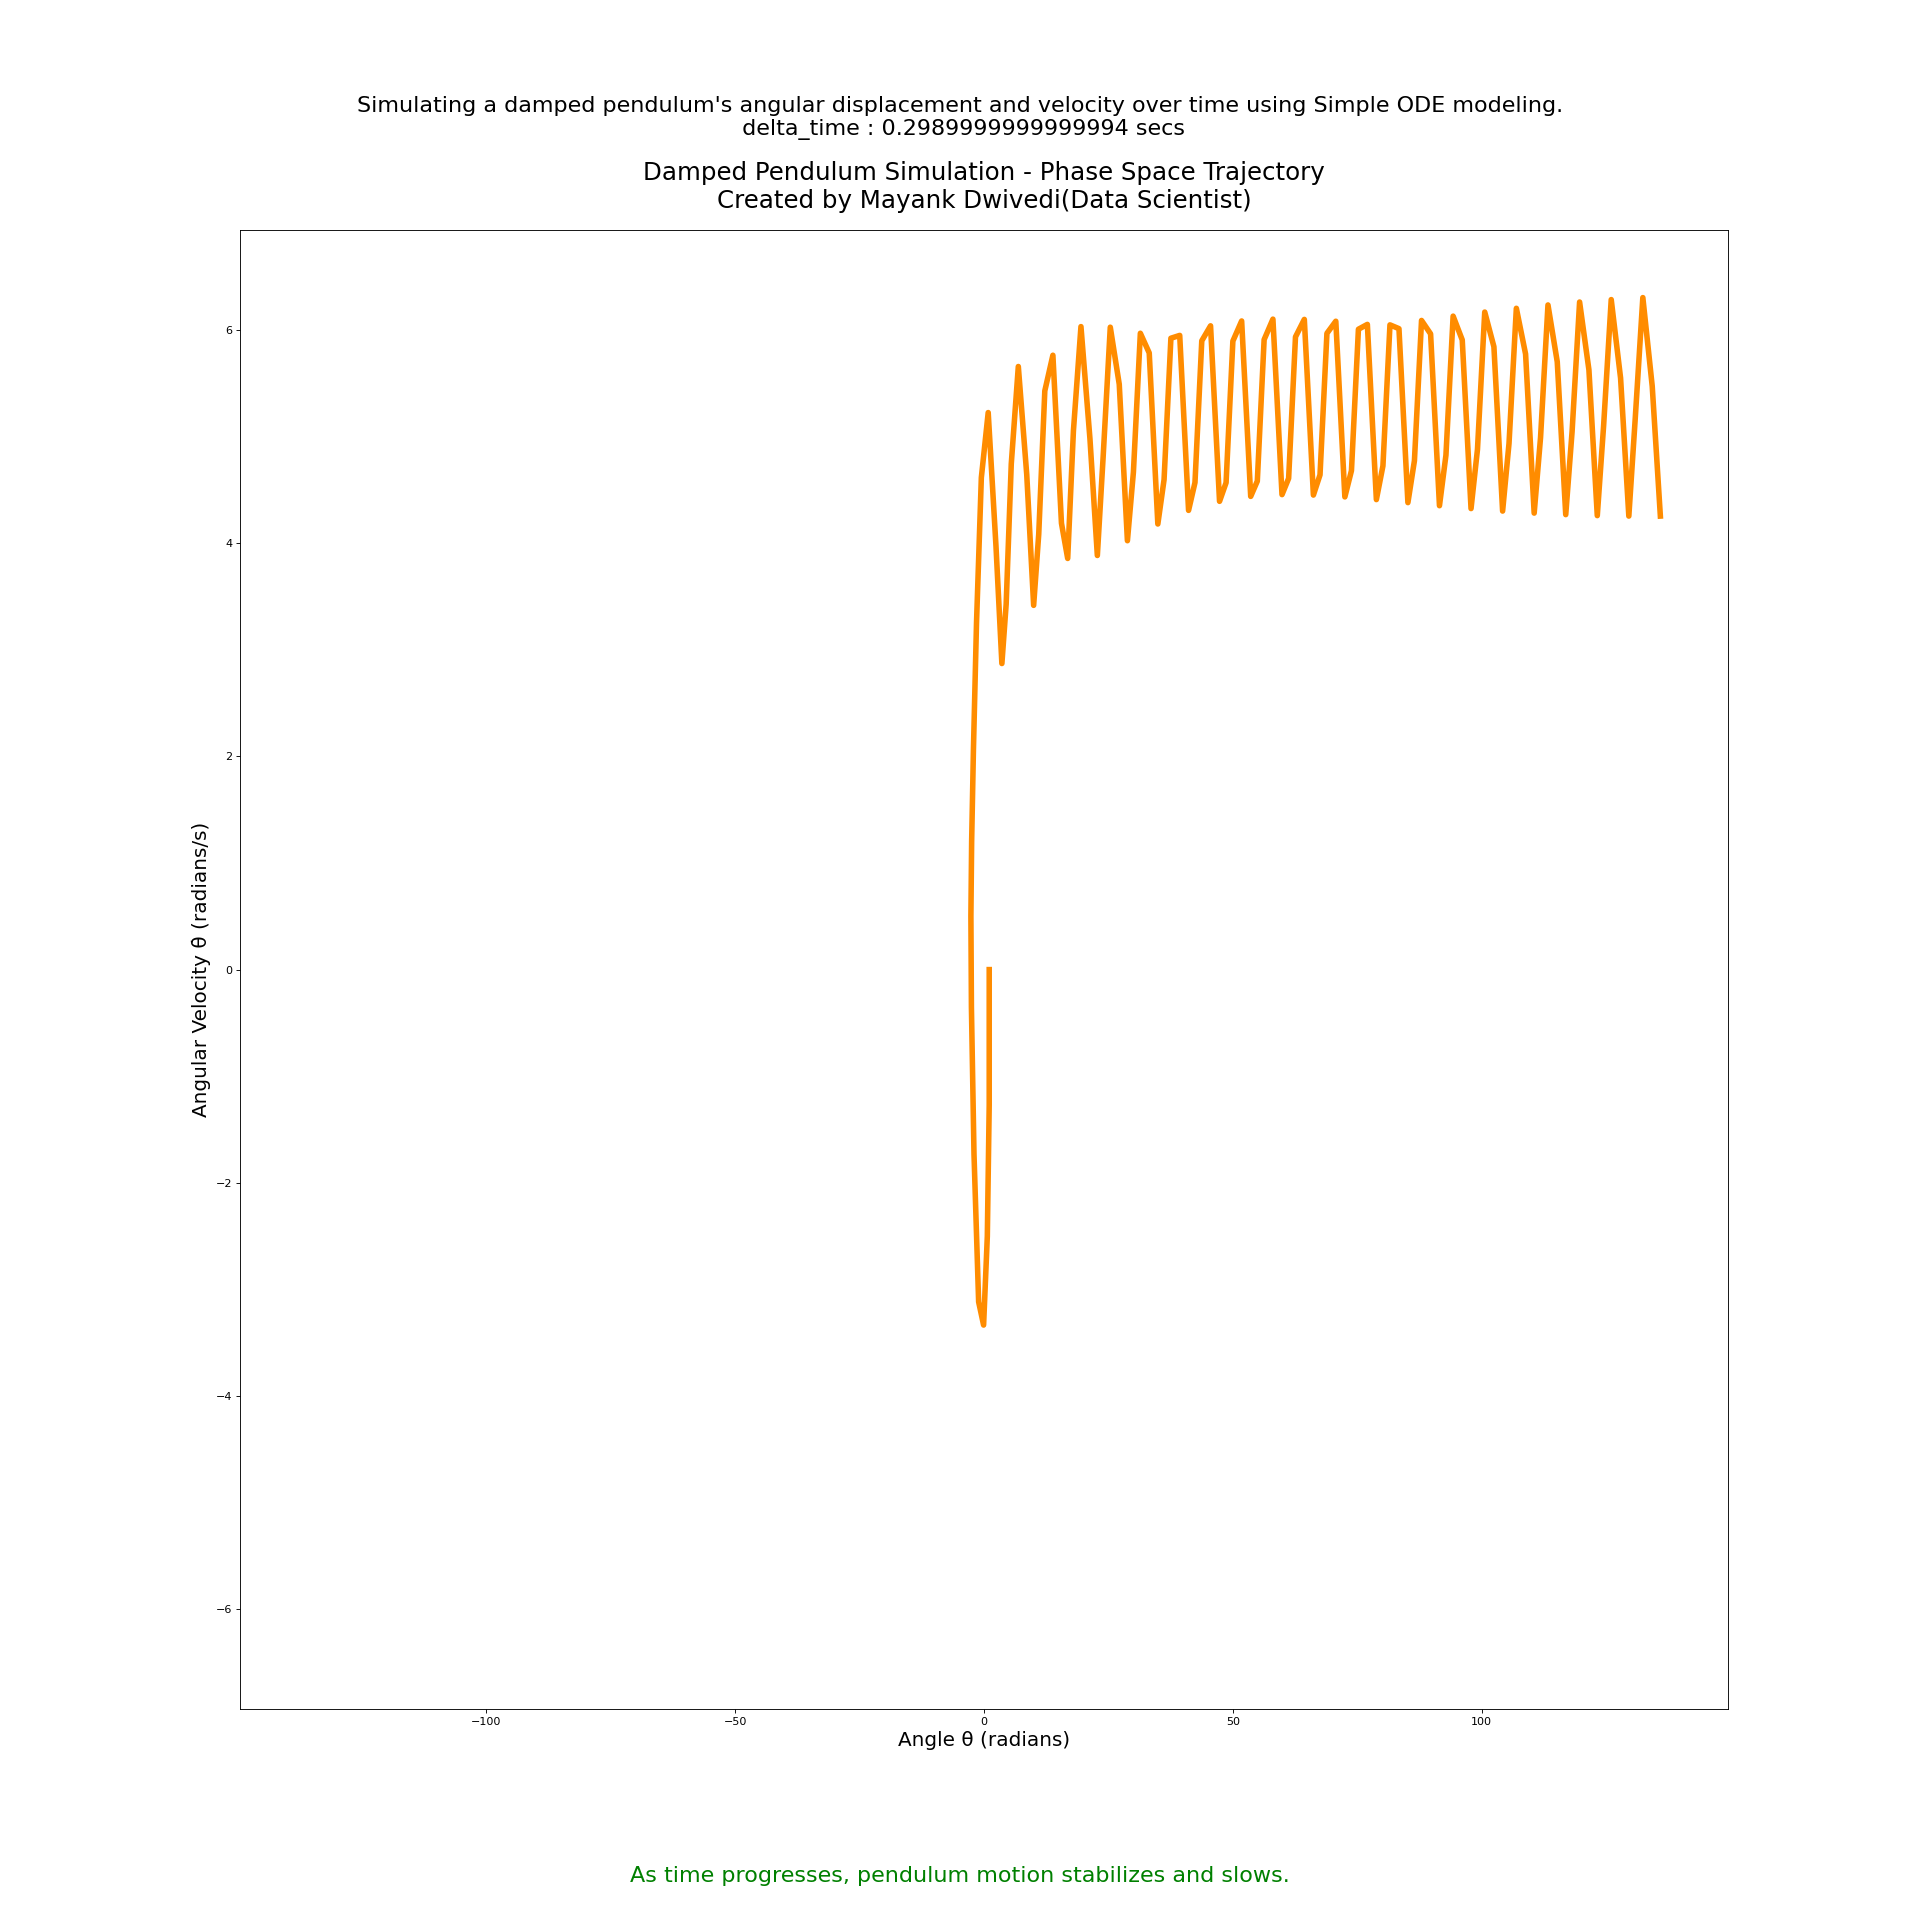 Simulating a damped pendulum's angular displacement and velocity over time using Simple ODE modeling.
delta_time : 0.2989999999999994 secs
Damped Pendulum Simulation - Phase Space Trajectory
Created by Mayank Dwivedi(Data Scientist)
Angular Velocity θ̇ (radians/s)
6
4
2
0
−2
−4
−6
−100
−50
0
50
100
Angle θ (radians)
As time progresses, pendulum motion stabilizes and slows.